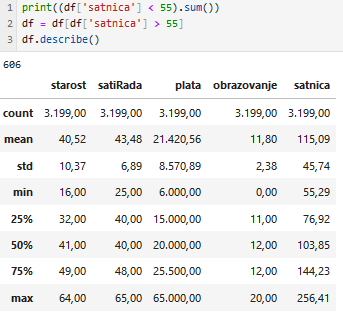 1 print((df['satnica'] < 55).sum())
2 df = df[df['satnica'] > 55]
3 df.describe()
606
starost satiRada plata obrazovanje satnica
count 3.199,00 3.199,00 3.199,00 3.199,00 3.199,00
mean 40,52 43,48 21.420,56 11,80 115,09
std 10,37 6,89 8.570,89 2,38 45,74
min 16,00 25,00 6.000,00 0,00 55,29
25% 32,00 40,00 15.000,00 11,00 76,92
50% 41,00 40,00 20.000,00 12,00 103,85
75% 49,00 48,00 25.500,00 12,00 144,23
max 64,00 65,00 65.000,00 20,00 256,41